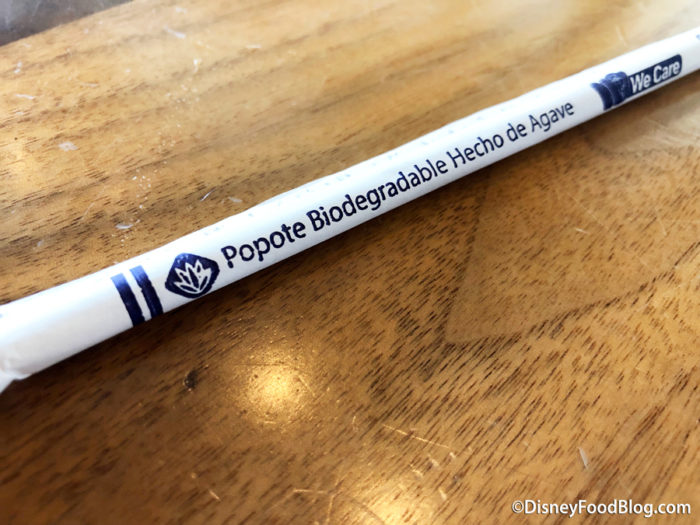 Popote Biodegradable Hecho de Agave
We Care
©DisneyFoodBlog.com